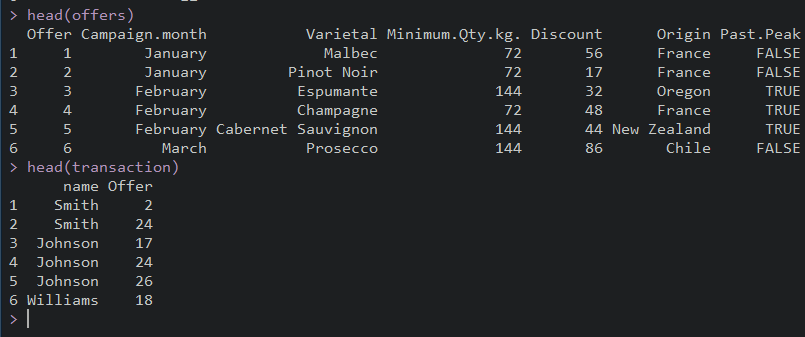 > head(offers)
  Offer Campaign.month           Varietal Minimum.Qty.kg. Discount      Origin Past.Peak
1     1        January             Malbec              72       56      France     FALSE
2     2        January         Pinot Noir              72       17      France     FALSE
3     3       February          Espumante             144       32      Oregon      TRUE
4     4       February          Champagne              72       48      France      TRUE
5     5       February Cabernet Sauvignon             144       44 New Zealand      TRUE
6     6          March           Prosecco             144       86       Chile     FALSE
> head(transaction)
      name Offer
1    Smith     2
2    Smith    24
3  Johnson    17
4  Johnson    24
5  Johnson    26
6 Williams    18
>